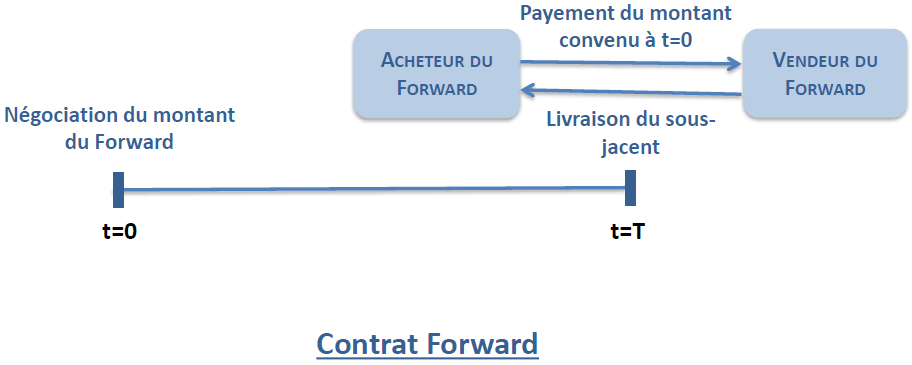 Payement du montant
convenu à t=0
ACHETEUR DU
FORWARD
VENDEUR DU
FORWARD
Livraison du sous-
jacent
Négociation du montant
du Forward
t=0
t=T
Contrat Forward